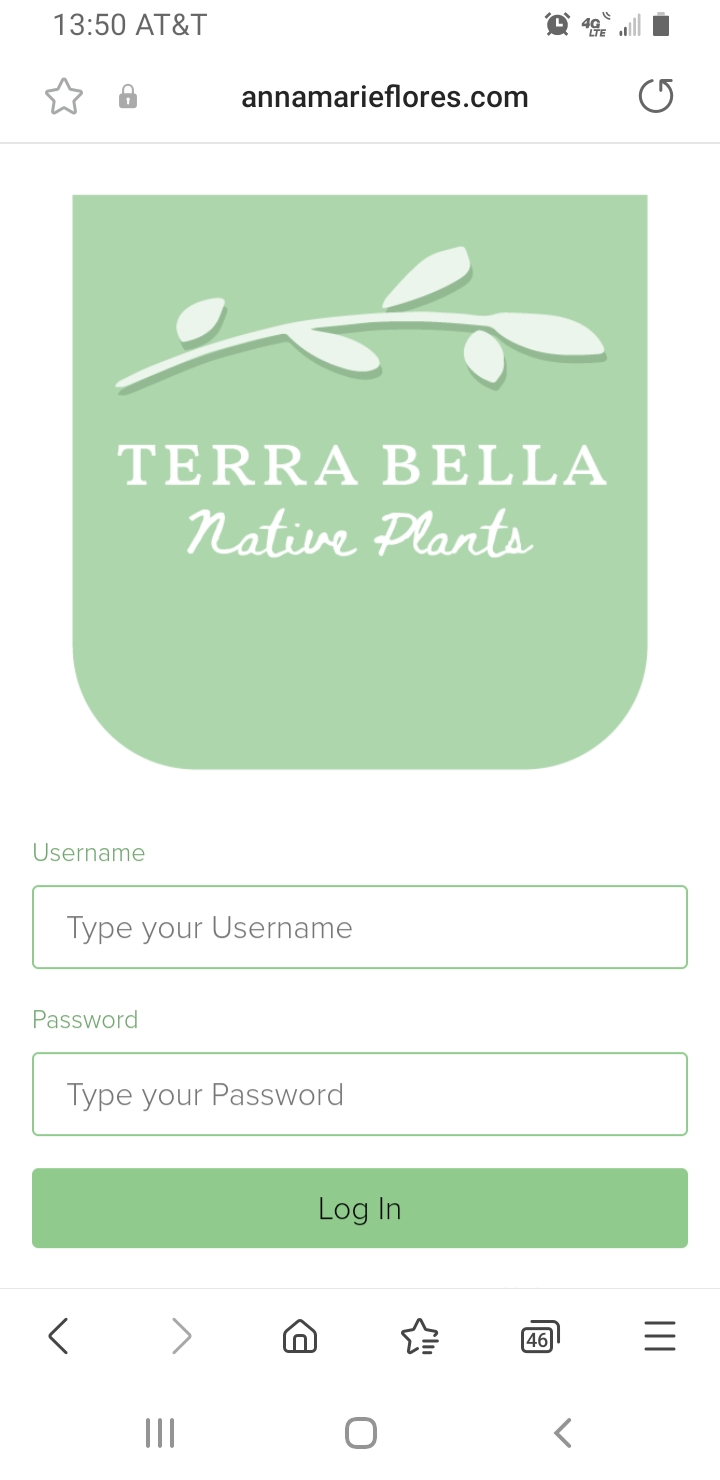 13:50 AT&T
4G LTE
annamarieflores.com
TERRA BELLA
Native Plants
Username
Type your Username
Password
Type your Password
Log In
46